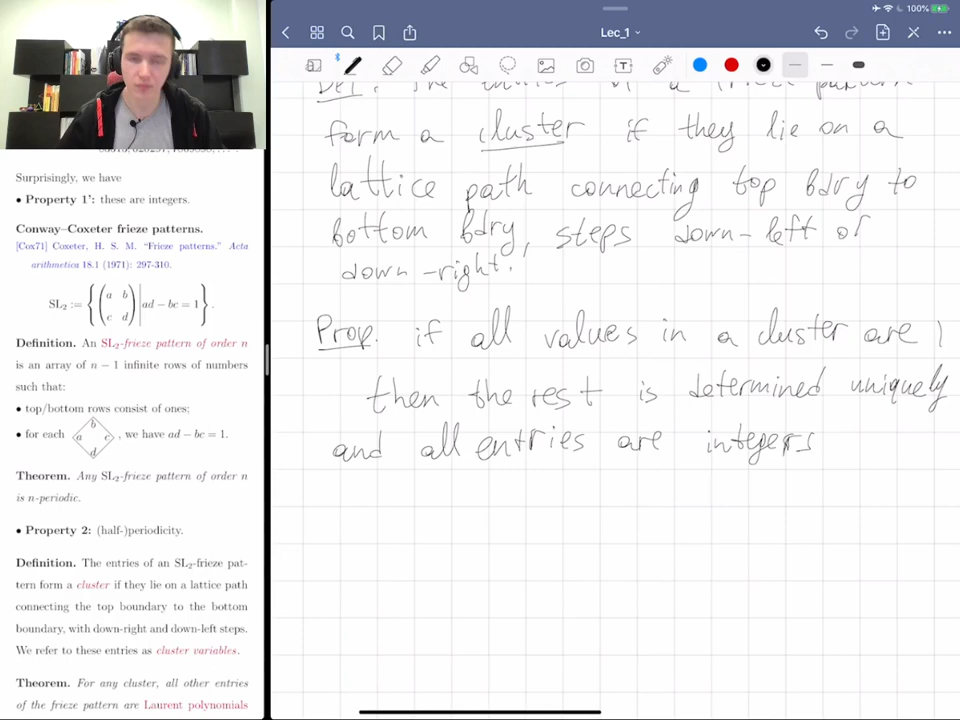 Lec_1
100%
Surprisingly, we have
• Property 1': these are integers.
Conway–Coxeter frieze patterns.
[Cox71] Coxeter, H. S. M. "Frieze patterns." Acta
arithmetica 18.1 (1971): 297-310.
SL₂ := { ( a b c d ) | ad − bc = 1 } .
Definition. An SL₂-frieze pattern of order n
is an array of n − 1 infinite rows of numbers
such that:
• top/bottom rows consist of ones;
• for each a b c d , we have ad − bc = 1.
Theorem. Any SL₂-frieze pattern of order n
is n-periodic.
• Property 2: (half-)periodicity.
Definition. The entries of an SL₂-frieze pat-
tern form a cluster if they lie on a lattice path
connecting the top boundary to the bottom
boundary, with down-right and down-left steps.
We refer to these entries as cluster variables.
Theorem. For any cluster, all other entries
of the frieze pattern are Laurent polynomials
form a cluster if they lie on a
lattice path connecting top bdry to
bottom bdry, steps down-left or
down-right.
Prop. if all values in a cluster are 1
then the rest is determined uniquely
and all entries are integers